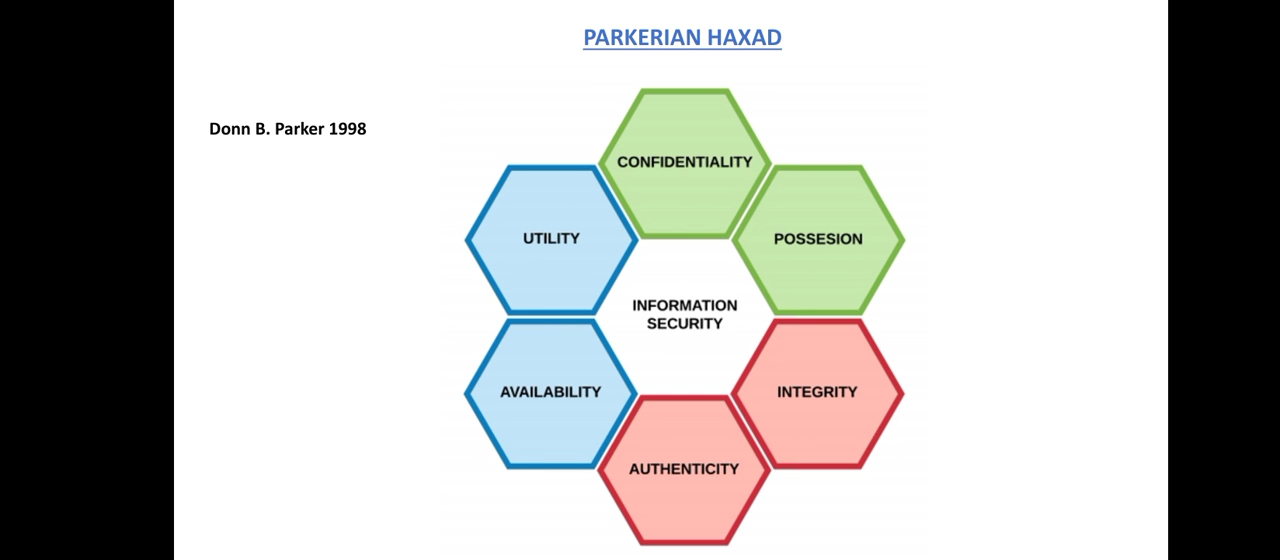 PARKERIAN HAXAD
Donn B. Parker 1998
CONFIDENTIALITY
UTILITY
POSSESION
INFORMATION
SECURITY
AVAILABILITY
INTEGRITY
AUTHENTICITY